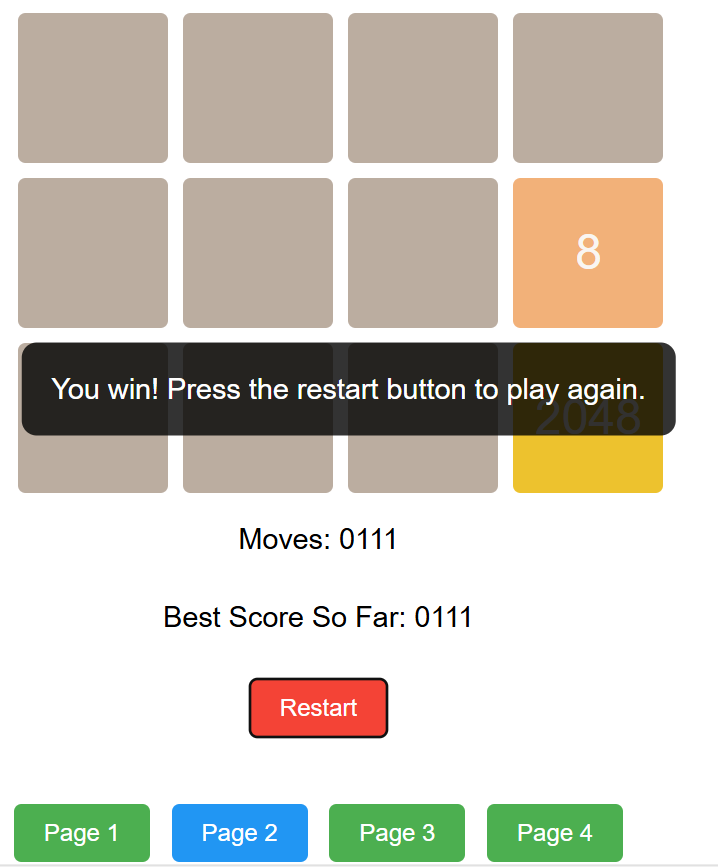 8
You win! Press the restart button to play again.
2048
Moves: 0111
Best Score So Far: 0111
Restart
Page 1 Page 2 Page 3 Page 4